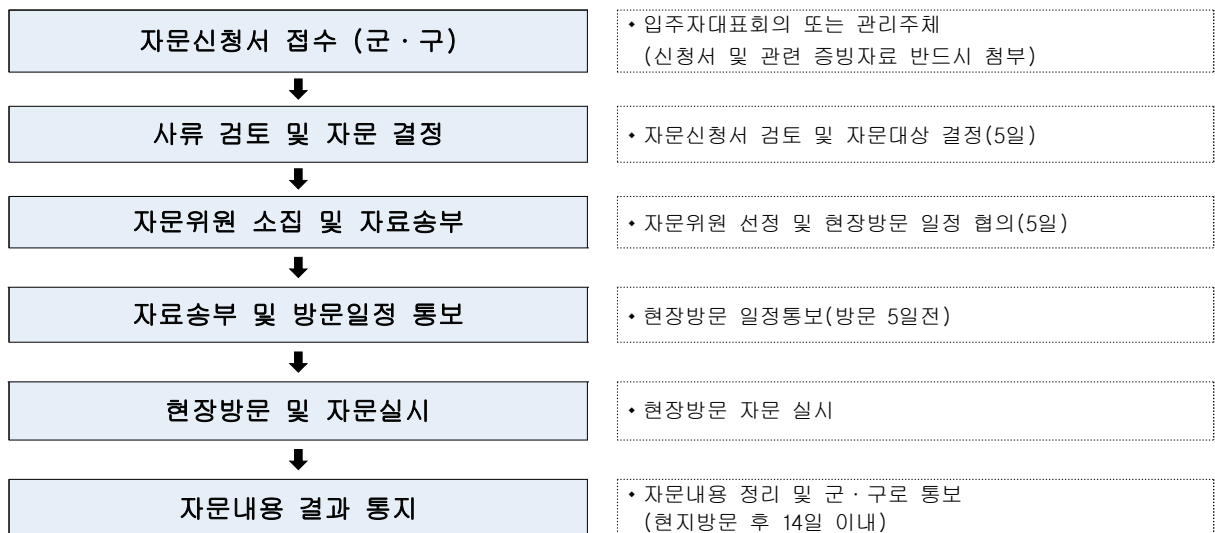 자문신청서 접수 (군·구)
• 입주자대표회의 또는 관리주체
(신청서 및 관련 증빙자료 반드시 첨부)
사류 검토 및 자문 결정
• 자문신청서 검토 및 자문대상 결정(5일)
자문위원 소집 및 자료송부
• 자문위원 선정 및 현장방문 일정 협의(5일)
자료송부 및 방문일정 통보
• 현장방문 일정통보(방문 5일전)
현장방문 및 자문실시
• 현장방문 자문 실시
자문내용 결과 통지
• 자문내용 정리 및 군·구로 통보
(현지방문 후 14일 이내)